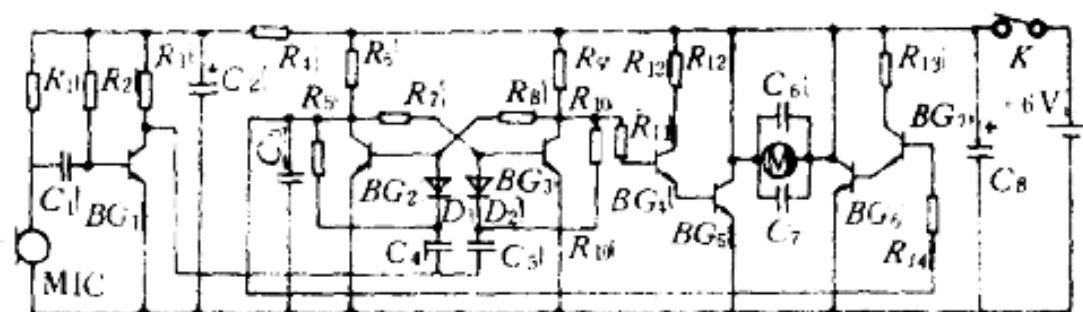 R₁
R₂
R₃
C₂
R₄
R₅
R₆
R₇
R₈
R₉
R₁₀
R₁₁
R₁₂
R₁₂
C₆
R₁₃
K
+6V
C₁
BG₁
C₃
BG₂
D₁
D₂
BG₃
BG₄
BG₅
M
C₇
BG₆
BG₇
C₈
MIC
C₄
C₅
R₁₀
R₁₄